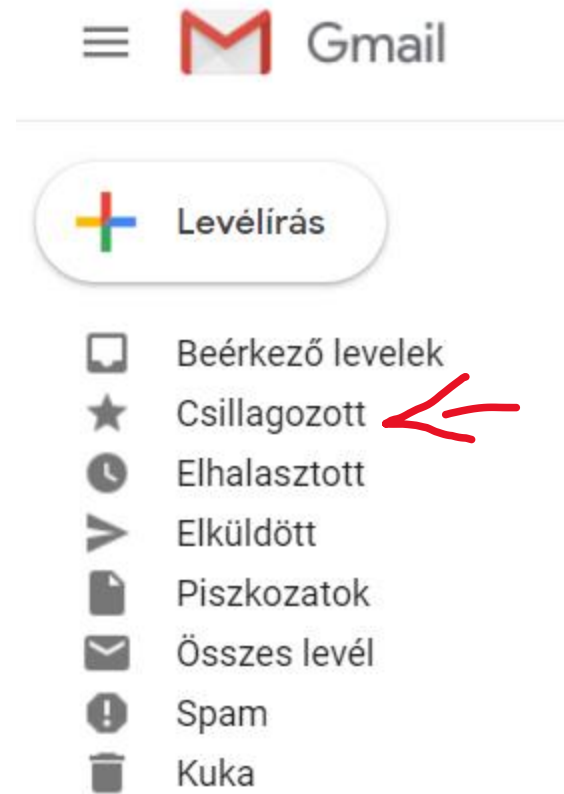 Gmail
Levélírás
Beérkező levelek
Csillagozott
Elhalasztott
Elküldött
Piszkozatok
Összes levél
Spam
Kuka